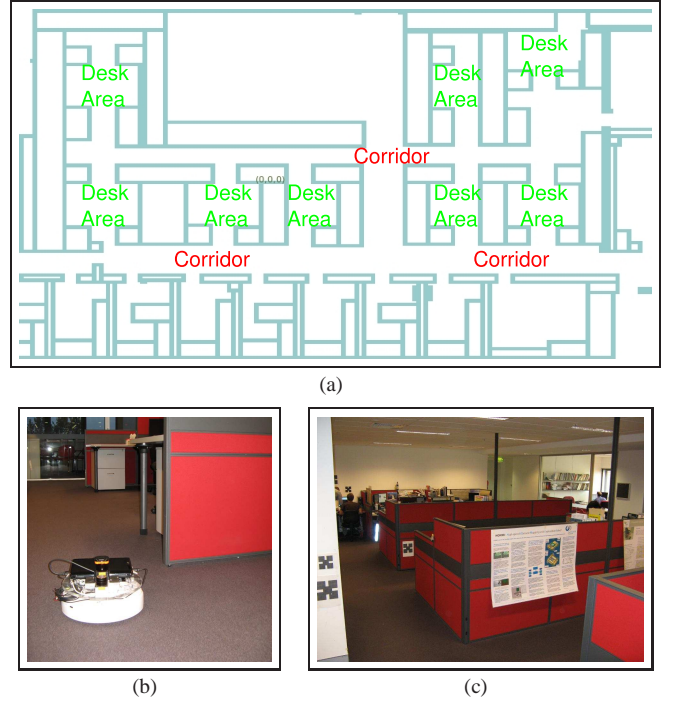 Desk
Area
Desk
Area
Desk
Area
Corridor
(0,0,0)
Desk
Area
Desk
Area
Desk
Area
Desk
Area
Desk
Area
Corridor
Corridor
(a)
(b)
(c)